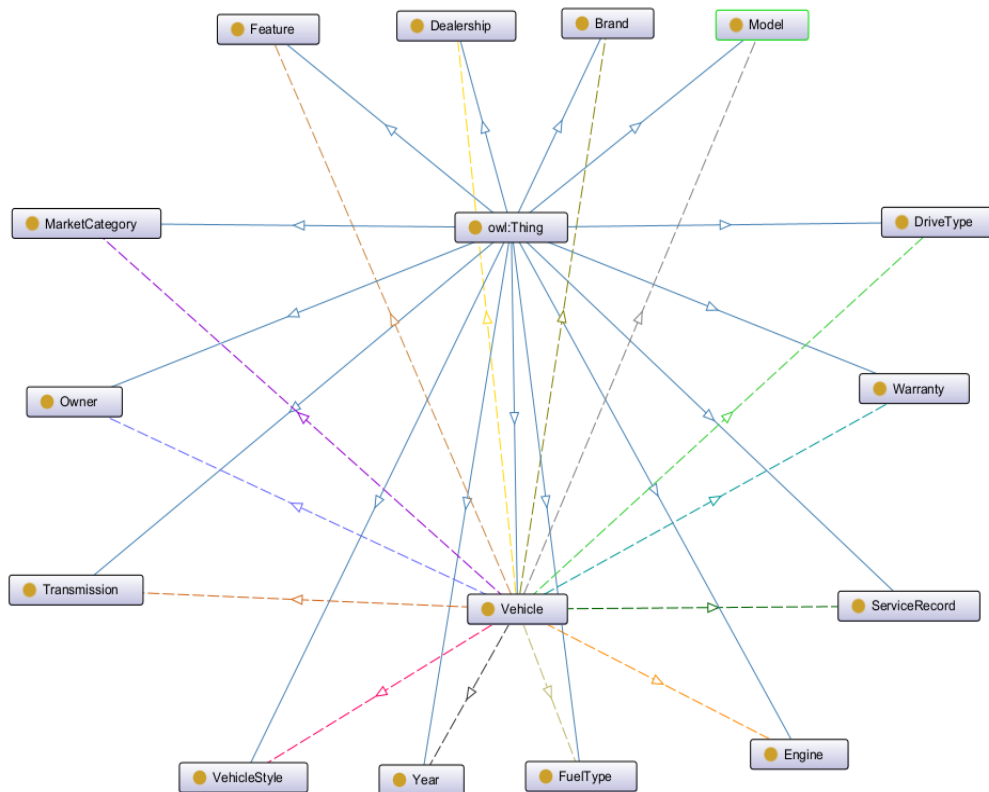 Feature
Dealership
Brand
Model
MarketCategory
owl:Thing
DriveType
Owner
Warranty
Transmission
Vehicle
ServiceRecord
VehicleStyle
Year
FuelType
Engine